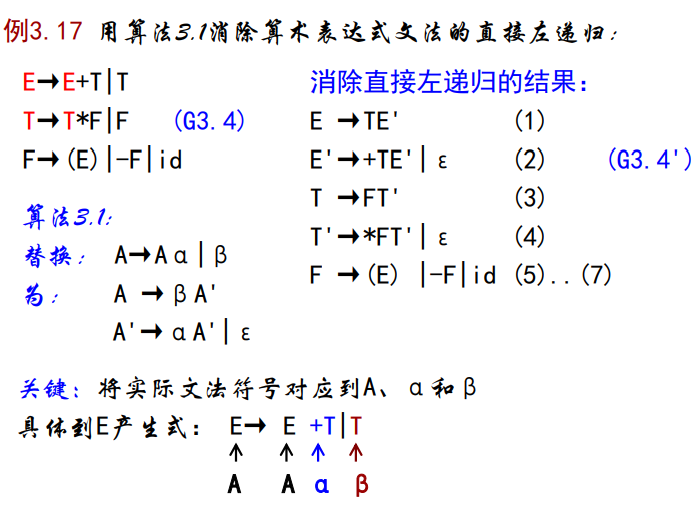 例3.17 用算法3.1消除算术表达式文法的直接左递归：
E→E+T|T
T→T*F|F (G3.4)
F→(E)|-F|id
算法3.1:
替换： A→Aα|β
为： A →βA'
A'→αA'|ε
消除直接左递归的结果：
E →TE' (1)
E'→+TE'|ε (2) (G3.4')
T →FT' (3)
T'→*FT'|ε (4)
F →(E) |-F|id (5)..(7)
关键：将实际文法符号对应到A、α和β
具体到E产生式： E→ E +T|T
A A α β